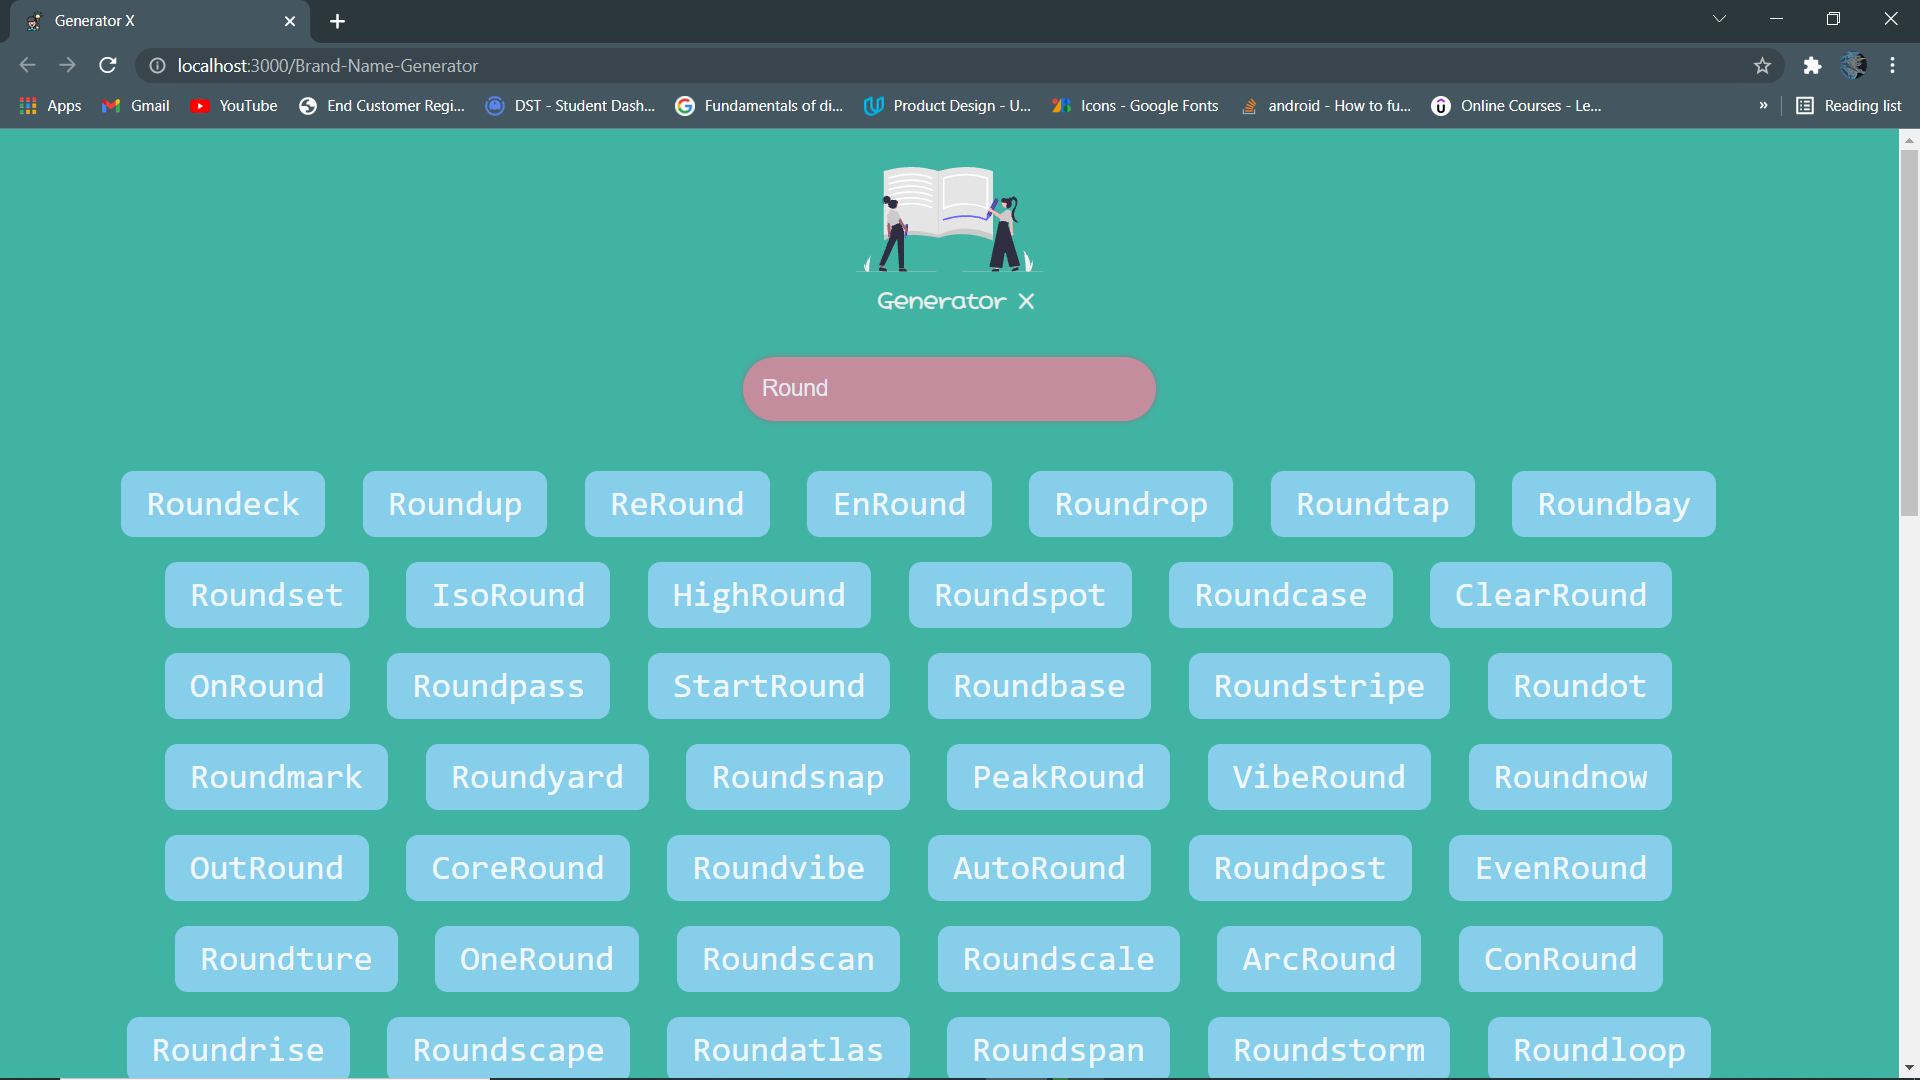 Generator X
localhost:3000/Brand-Name-Generator
Apps Gmail YouTube End Customer Regi... DST - Student Dash... Fundamentals of di... Product Design - U... Icons - Google Fonts android - How to fu... Online Courses - Le... » Reading list
Generator X
Round
Roundeck Roundup ReRound EnRound Roundrop Roundtap Roundbay
Roundset IsoRound HighRound Roundspot Roundcase ClearRound
OnRound Roundpass StartRound Roundbase Roundstripe Roundot
Roundmark Roundyard Roundsnap PeakRound VibeRound Roundnow
OutRound CoreRound Roundvibe AutoRound Roundpost EvenRound
Roundture OneRound Roundscan Roundscale ArcRound ConRound
Roundrise Roundscape Roundatlas Roundspan Roundstorm Roundloop